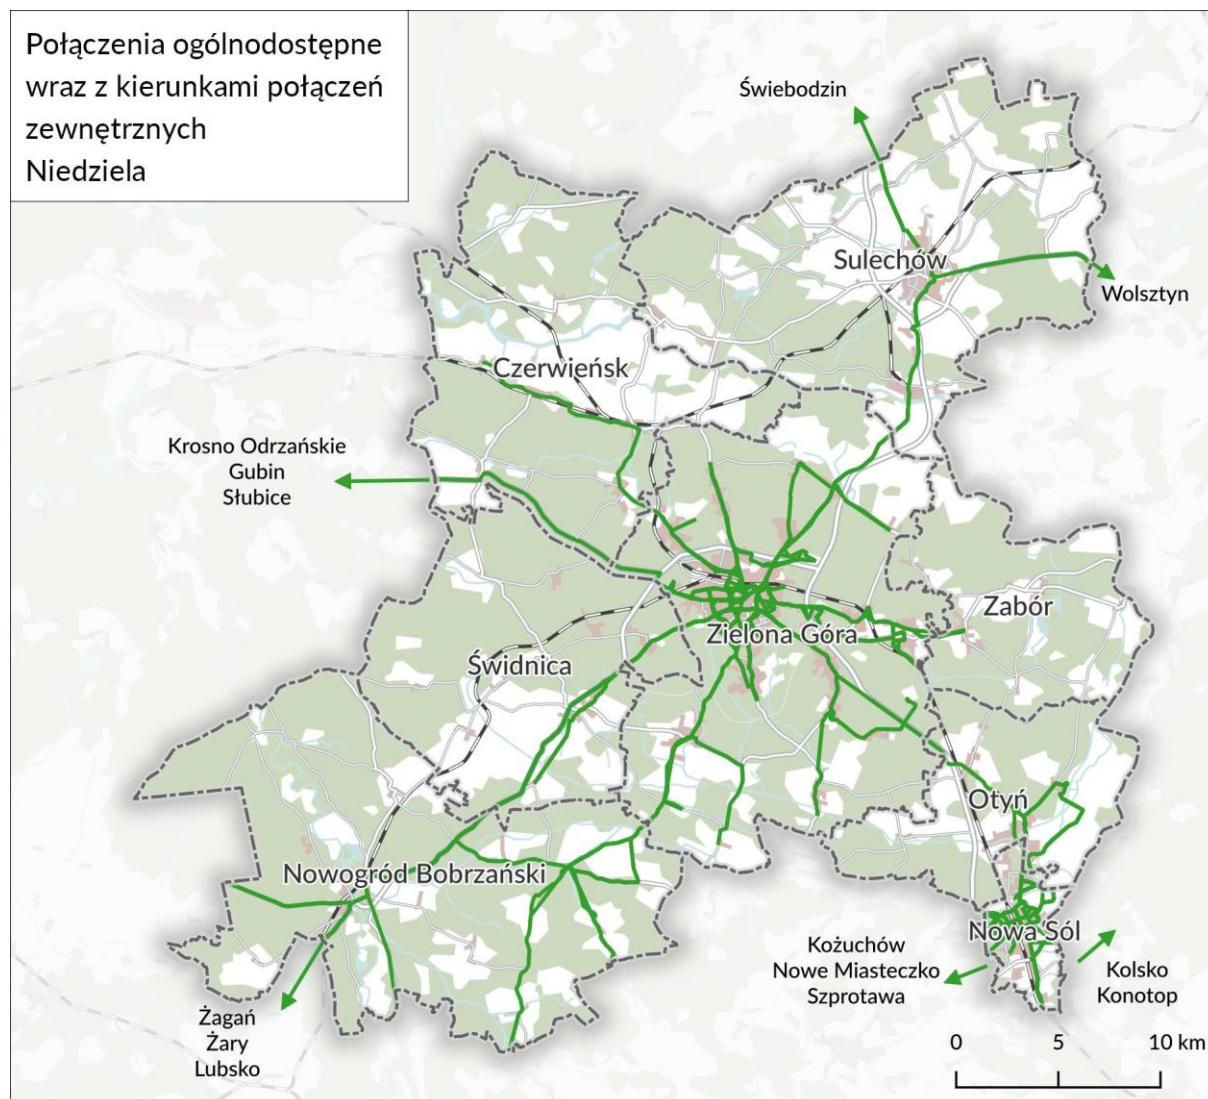 Połączenia ogólnodostępne
wraz z kierunkami połączeń
zewnętrznych
Niedziela
Świebodzin
Sulechów
Wolsztyn
Czerwieńsk
Krosno Odrzańskie
Gubin
Słubice
Zabór
Zielona Góra
Świdnica
Otyń
Nowogród Bobrzański
Nowa Sól
Kożuchów
Nowe Miasteczko
Szprotawa
Kolsko
Konotop
Żagań
Żary
Lubsko
0 5 10 km